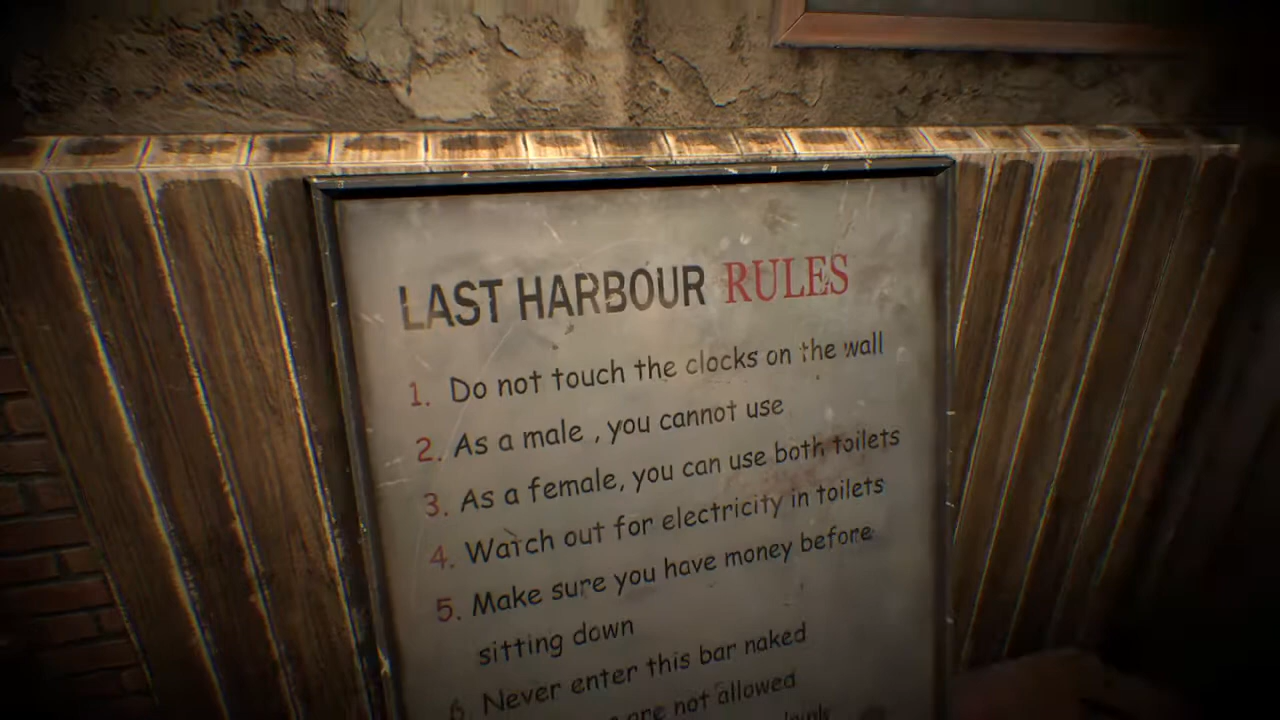 LAST HARBOUR RULES
1. Do not touch the clocks on the wall
2. As a male , you cannot use
3. As a female, you can use both toilets
4. Watch out for electricity in toilets
5. Make sure you have money before
sitting down
6. Never enter this bar naked
are not allowed